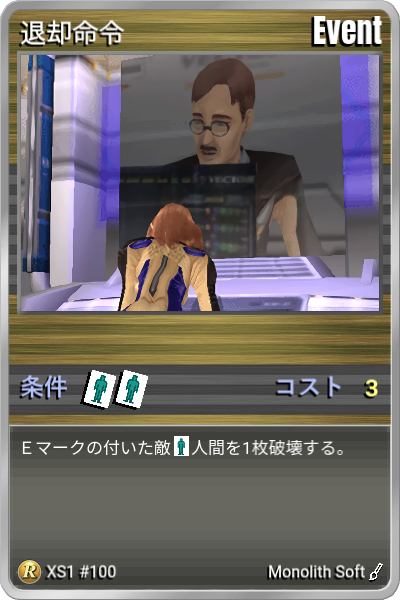 退却命令 Event
VECTOR
条件 コスト 3
Eマークの付いた敵人間を1枚破壊する。
R XS1 #100 Monolith Soft